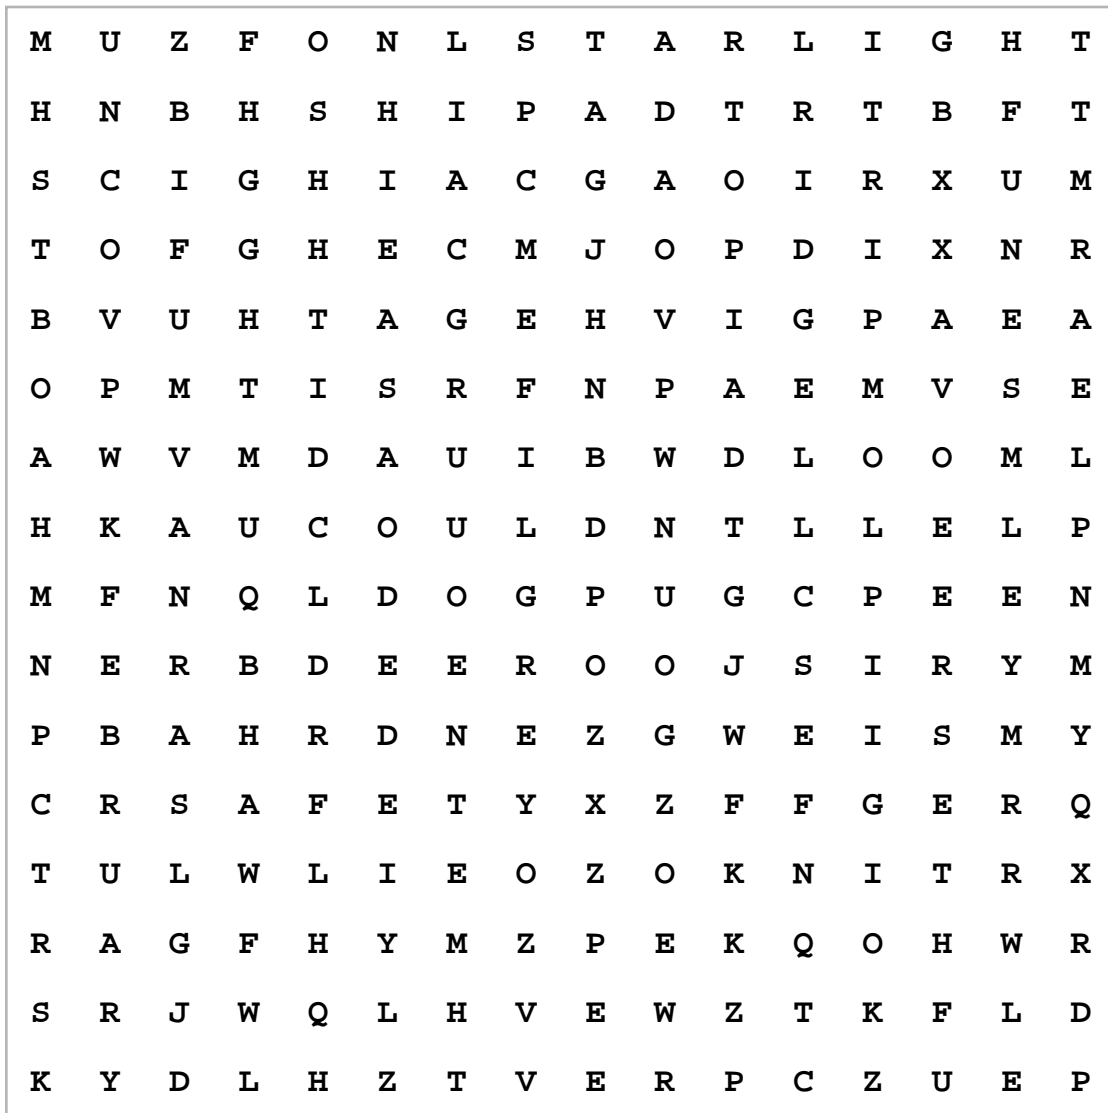 M U Z F O N L S T A R L I G H T
H N B H S H I P A D T R T B F T
S C I G H I A C G A O I R X U M
T O F G H E C M J O P D I X N R
B V U H T A G E H V I G P A E A
O P M T I S R F N P A E M V S E
A W V M D A U I B W D L O O M L
H K A U C O U L D N T L L E L P
M F N Q L D O G P U G C P E E N
N E R B D E E R O O J S I R Y M
P B A H R D N E Z G W E I S M Y
C R S A F E T Y X Z F F G E R Q
T U L W L I E O Z O K N I T R X
R A G F H Y M Z P E K Q O H W R
S R J W Q L H V E W Z T K F L D
K Y D L H Z T V E R P C Z U E P